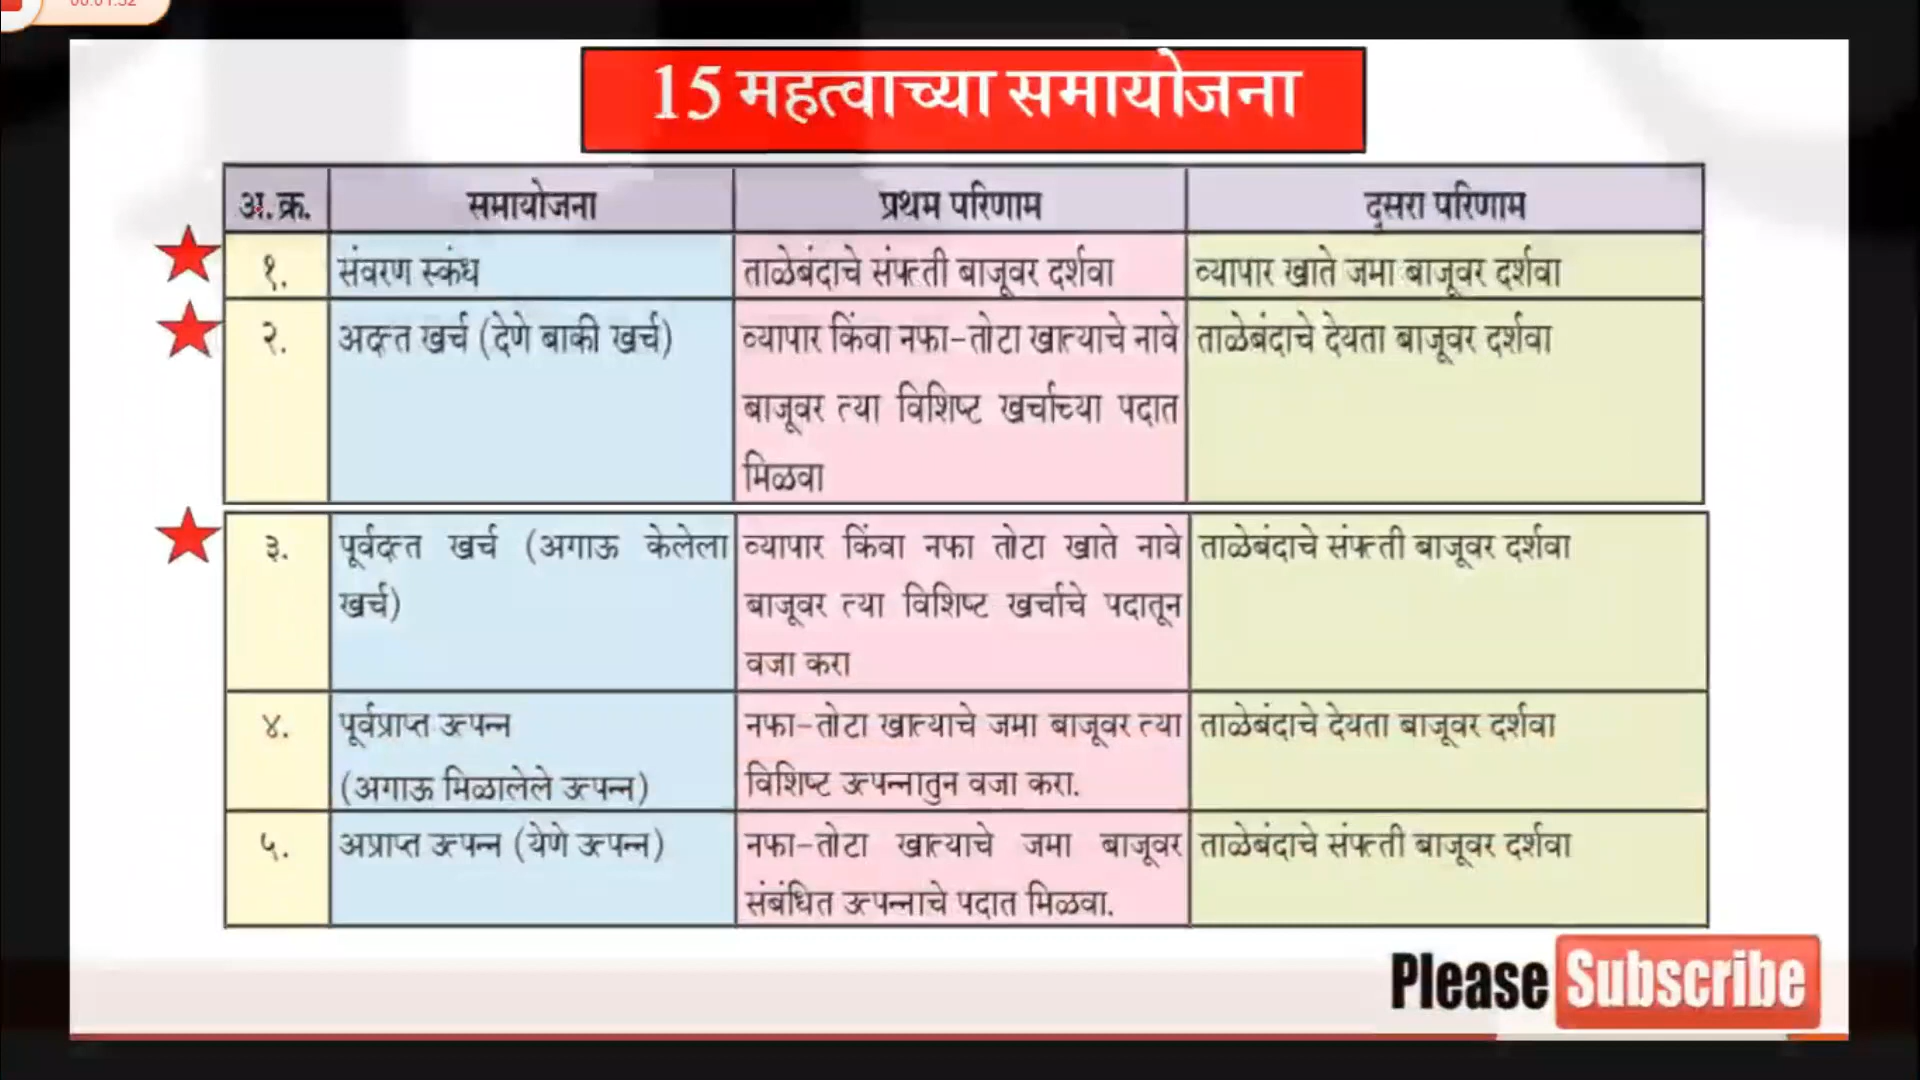 00:01:52
15 महत्वाच्या समायोजना
अ.क्र. समायोजना प्रथम परिणाम दुसरा परिणाम
१. संवरण स्कंध ताळेबंदाचे संपत्ती बाजूवर दर्शवा व्यापार खाते जमा बाजूवर दर्शवा
२. अदत्त खर्च (देणे बाकी खर्च) व्यापार किंवा नफा-तोटा खात्याचे नावे ताळेबंदाचे देयता बाजूवर दर्शवा
बाजूवर त्या विशिष्ट खर्चाच्या पदात
मिळवा
३. पूर्वदत्त खर्च (अगाऊ केलेला व्यापार किंवा नफा तोटा खाते नावे ताळेबंदाचे संपत्ती बाजूवर दर्शवा
खर्च) बाजूवर त्या विशिष्ट खर्चाचे पदातून
वजा करा
४. पूर्वप्राप्त उत्पन्न नफा-तोटा खात्याचे जमा बाजूवर त्या ताळेबंदाचे देयता बाजूवर दर्शवा
(अगाऊ मिळालेले उत्पन्न) विशिष्ट उत्पन्नातुन वजा करा.
५. अप्राप्त उत्पन्न (येणे उत्पन्न) नफा-तोटा खात्याचे जमा बाजूवर ताळेबंदाचे संपत्ती बाजूवर दर्शवा
संबंधित उत्पन्नाचे पदात मिळवा.
Please Subscribe